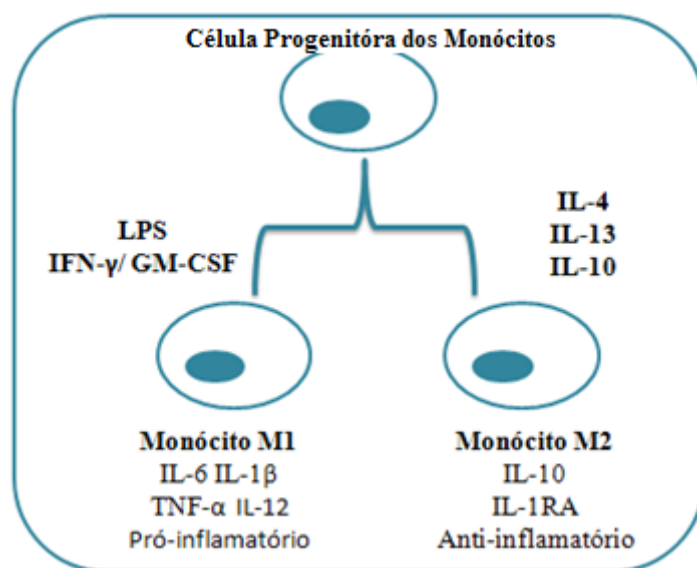 Célula Progenitóra dos Monócitos
LPS
IFN-γ/ GM-CSF
IL-4
IL-13
IL-10
Monócito M1
IL-6 IL-1β
TNF-α IL-12
Pró-inflamatório
Monócito M2
IL-10
IL-1RA
Anti-inflamatório